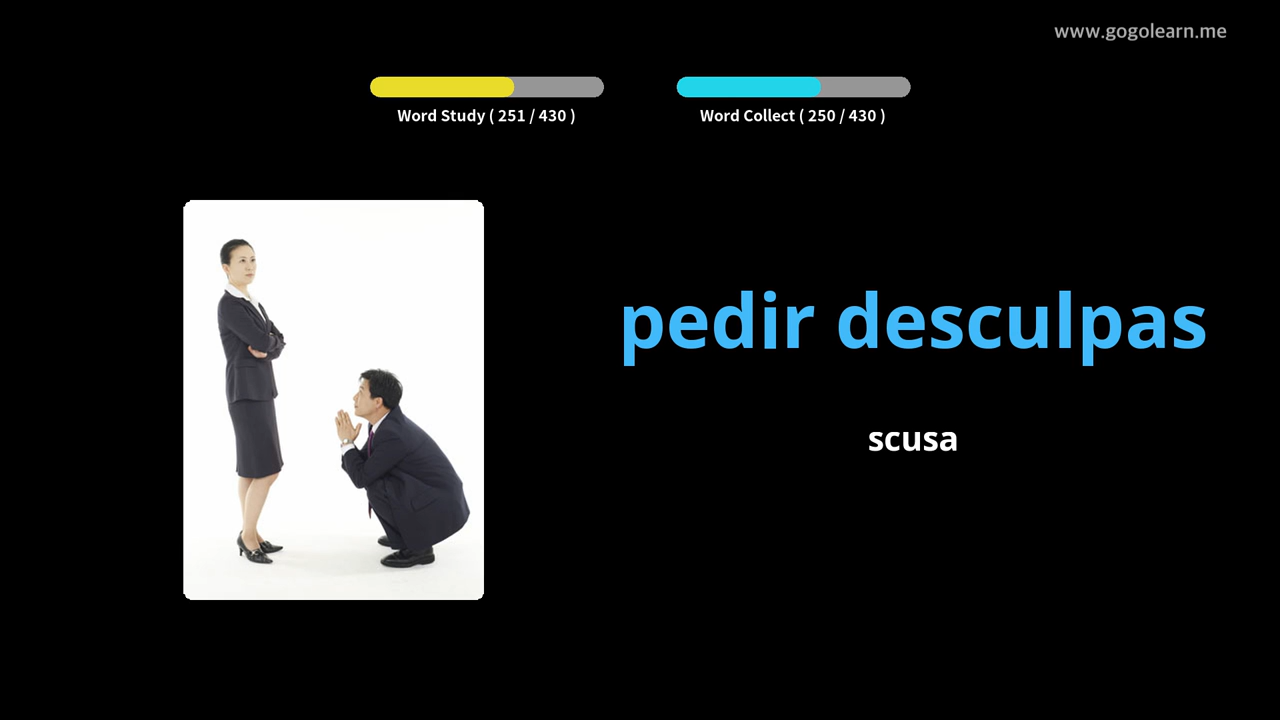 www.gogolearn.me
Word Study ( 251 / 430 )
Word Collect ( 250 / 430 )
pedir desculpas
scusa